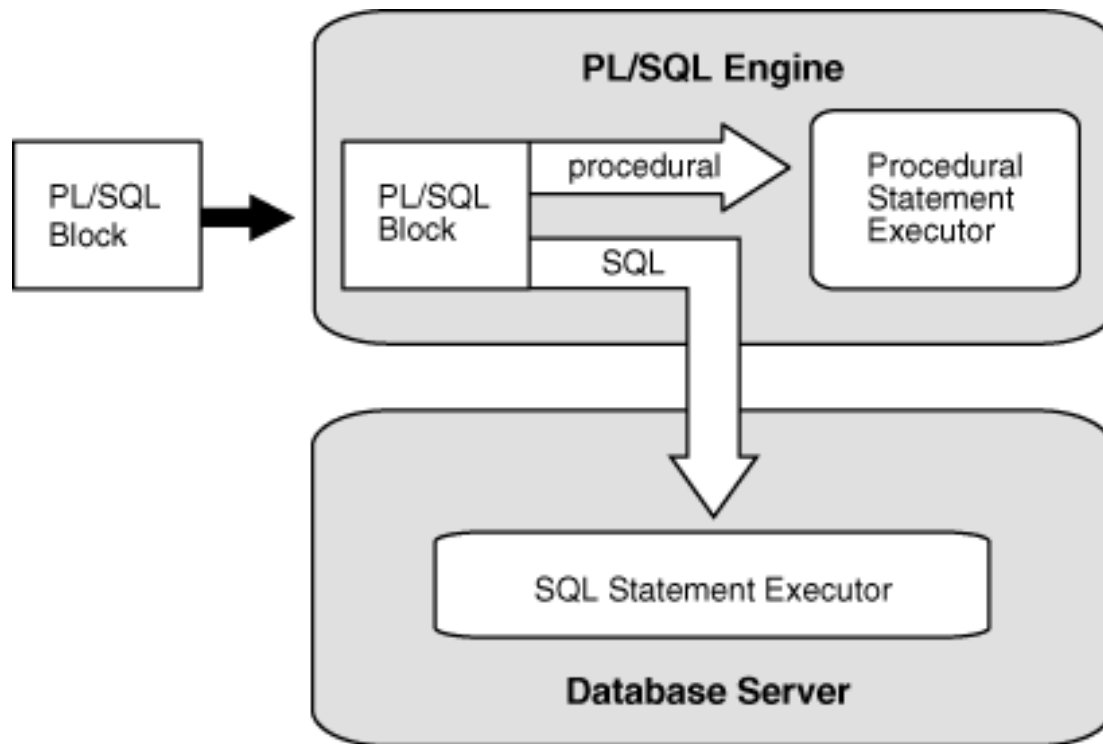 PL/SQL Engine
PL/SQL
Block
PL/SQL
Block
procedural
SQL
Procedural
Statement
Executor
SQL Statement Executor
Database Server